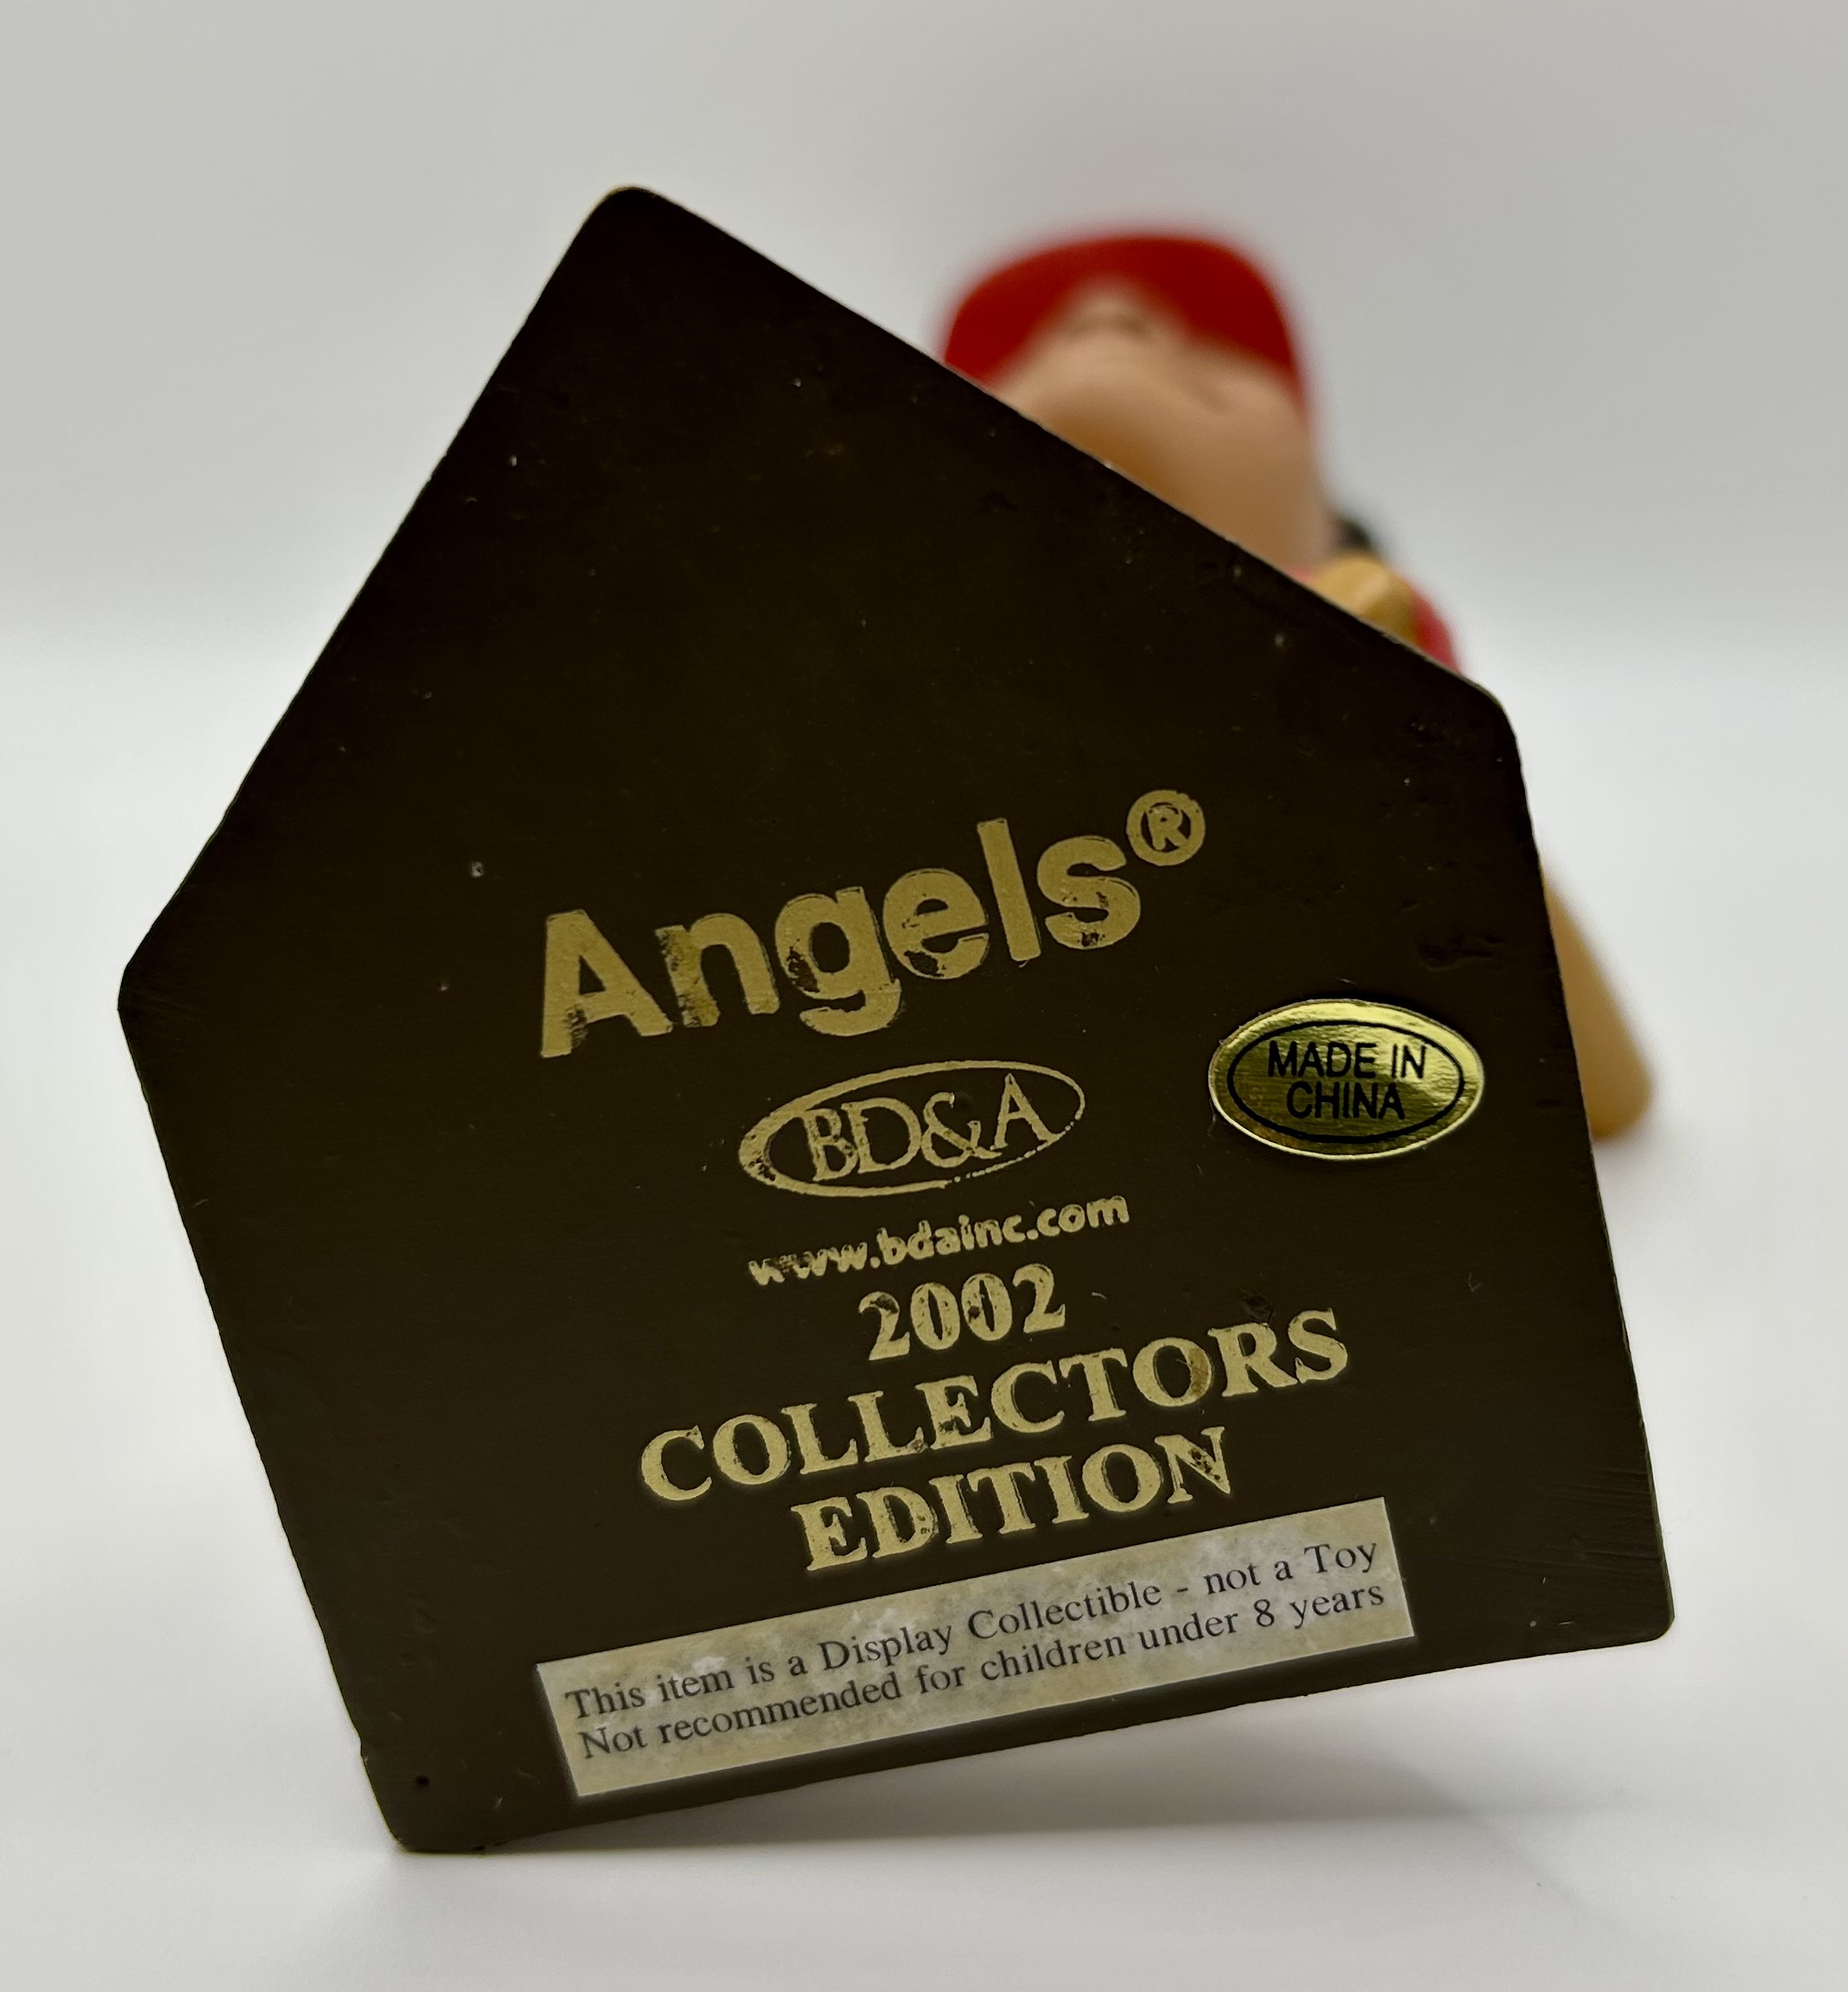 Angels®
BD&A
MADE IN
CHINA
www.bdainc.com
2002
COLLECTORS
EDITION
This item is a Display Collectible - not a Toy
Not recommended for children under 8 years